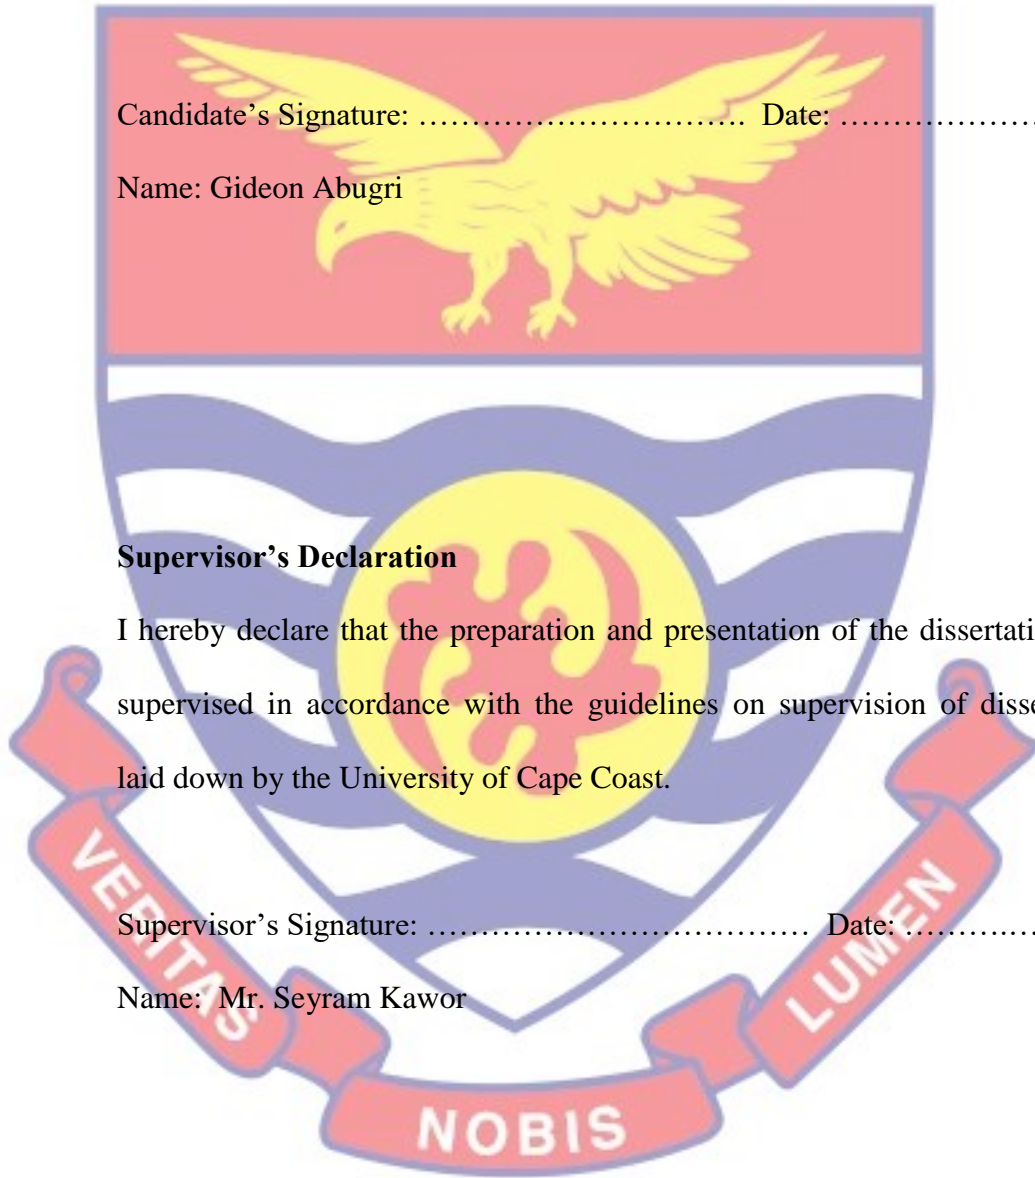 Candidate’s Signature: ……………………………. Date: …………………
Name: Gideon Abugri
Supervisor’s Declaration
I hereby declare that the preparation and presentation of the
supervised in accordance with the guidelines on supervision of
laid down by the University of Cape Coast.
Supervisor’s Signature: ……………………………… Date: ……….…
Name: Mr. Seyram Kawor
VERITAS
NOBIS
LUMEN